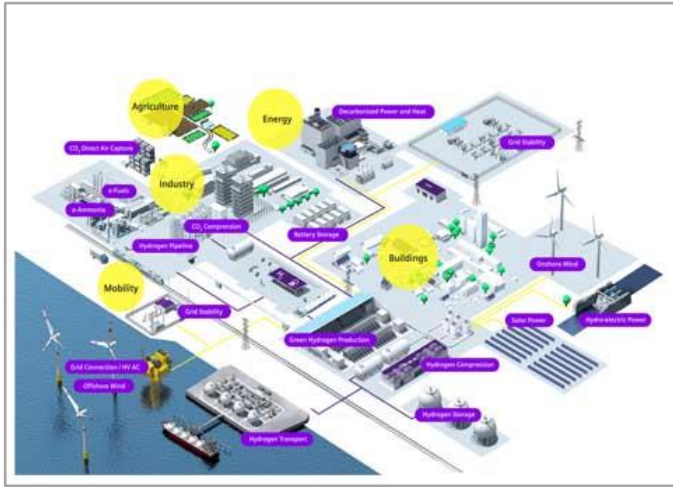 Agriculture
Energy
Decarbonized Power and Heat
Grid Stability
CO₂ Direct Air Capture
Industry
e-Fuels
e-Ammonia
CO₂ Compression
Battery Storage
Hydrogen Pipeline
Buildings
Onshore Wind
Mobility
Grid Stability
Solar Power
Hydro-electric Power
Green Hydrogen Production
Grid Connection / HV AC
Hydrogen Compression
Offshore Wind
Hydrogen Storage
Hydrogen Transport